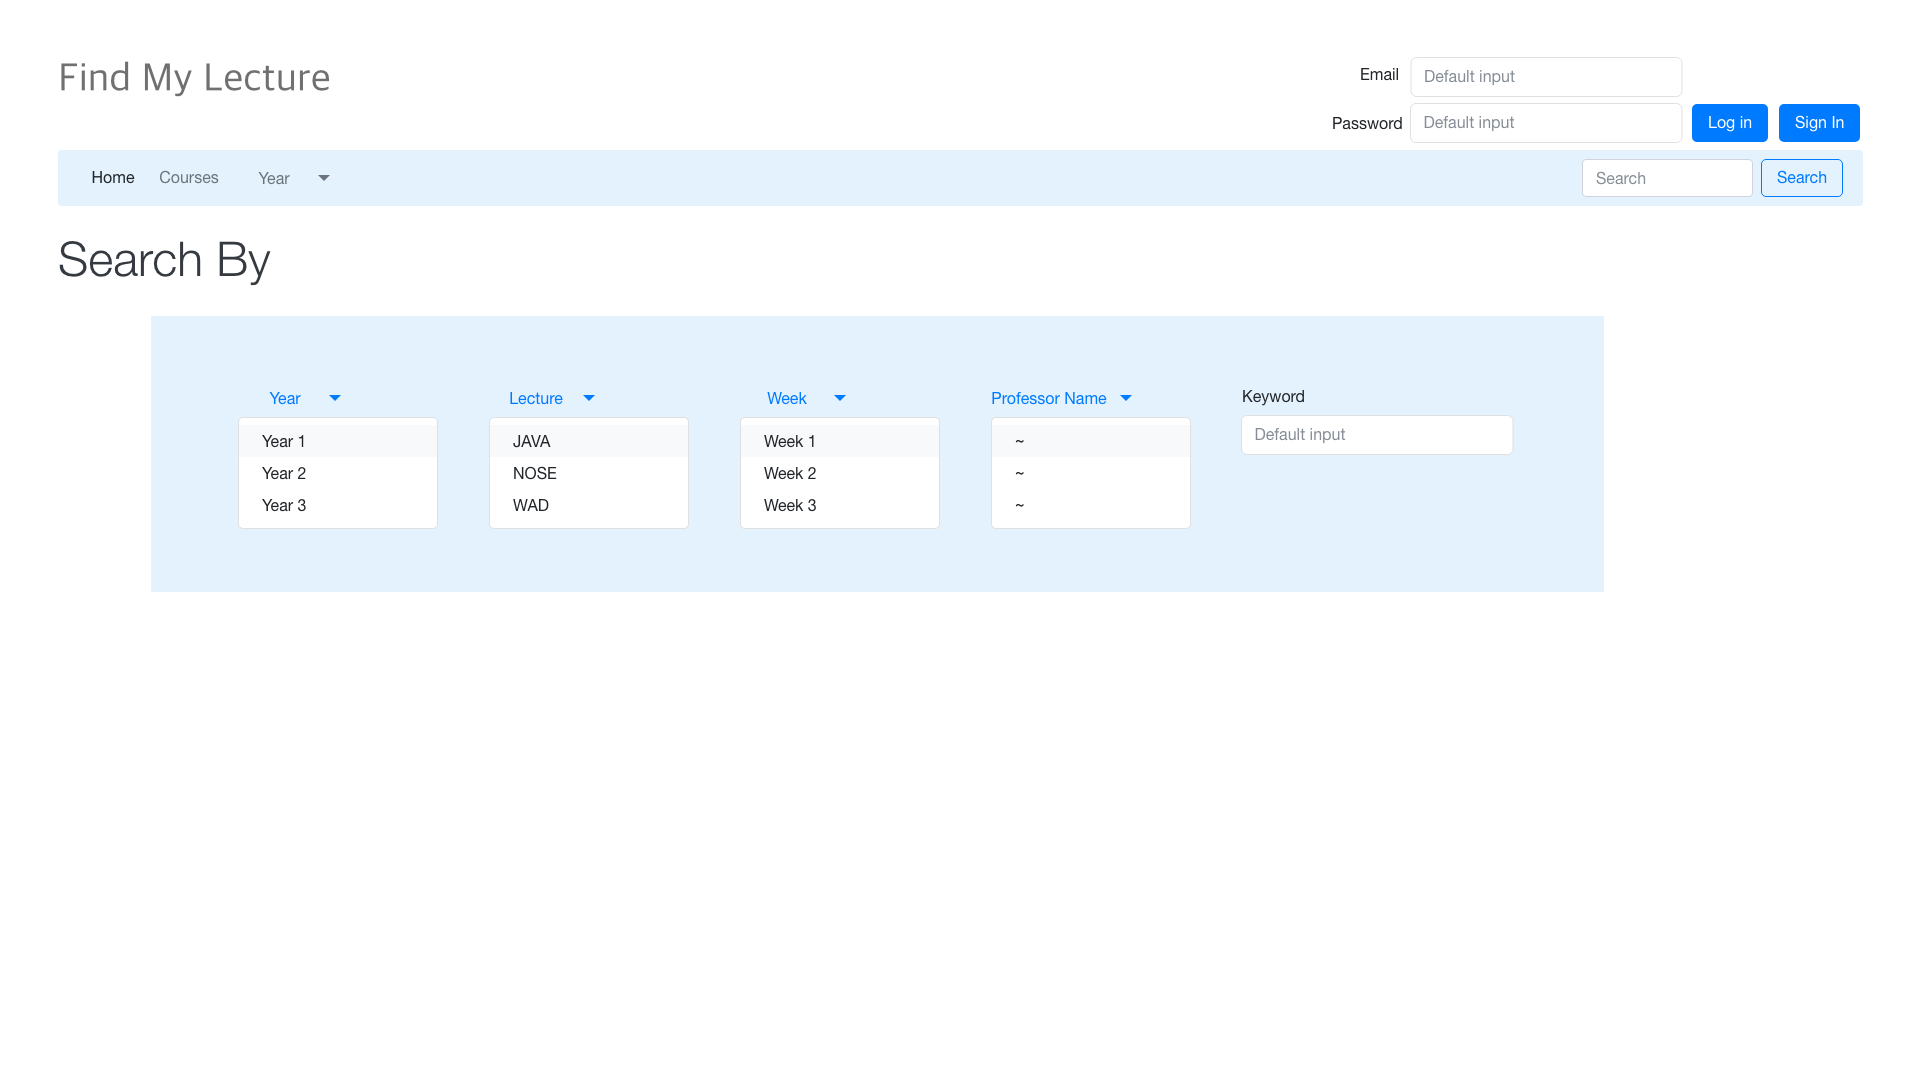 Find My Lecture
Email Default input
Password Default input Log in Sign In
Home Courses Year Search Search
Search By
Year Lecture Week Professor Name Keyword
Default input
Year 1 JAVA Week 1 ~
Year 2 NOSE Week 2 ~
Year 3 WAD Week 3 ~